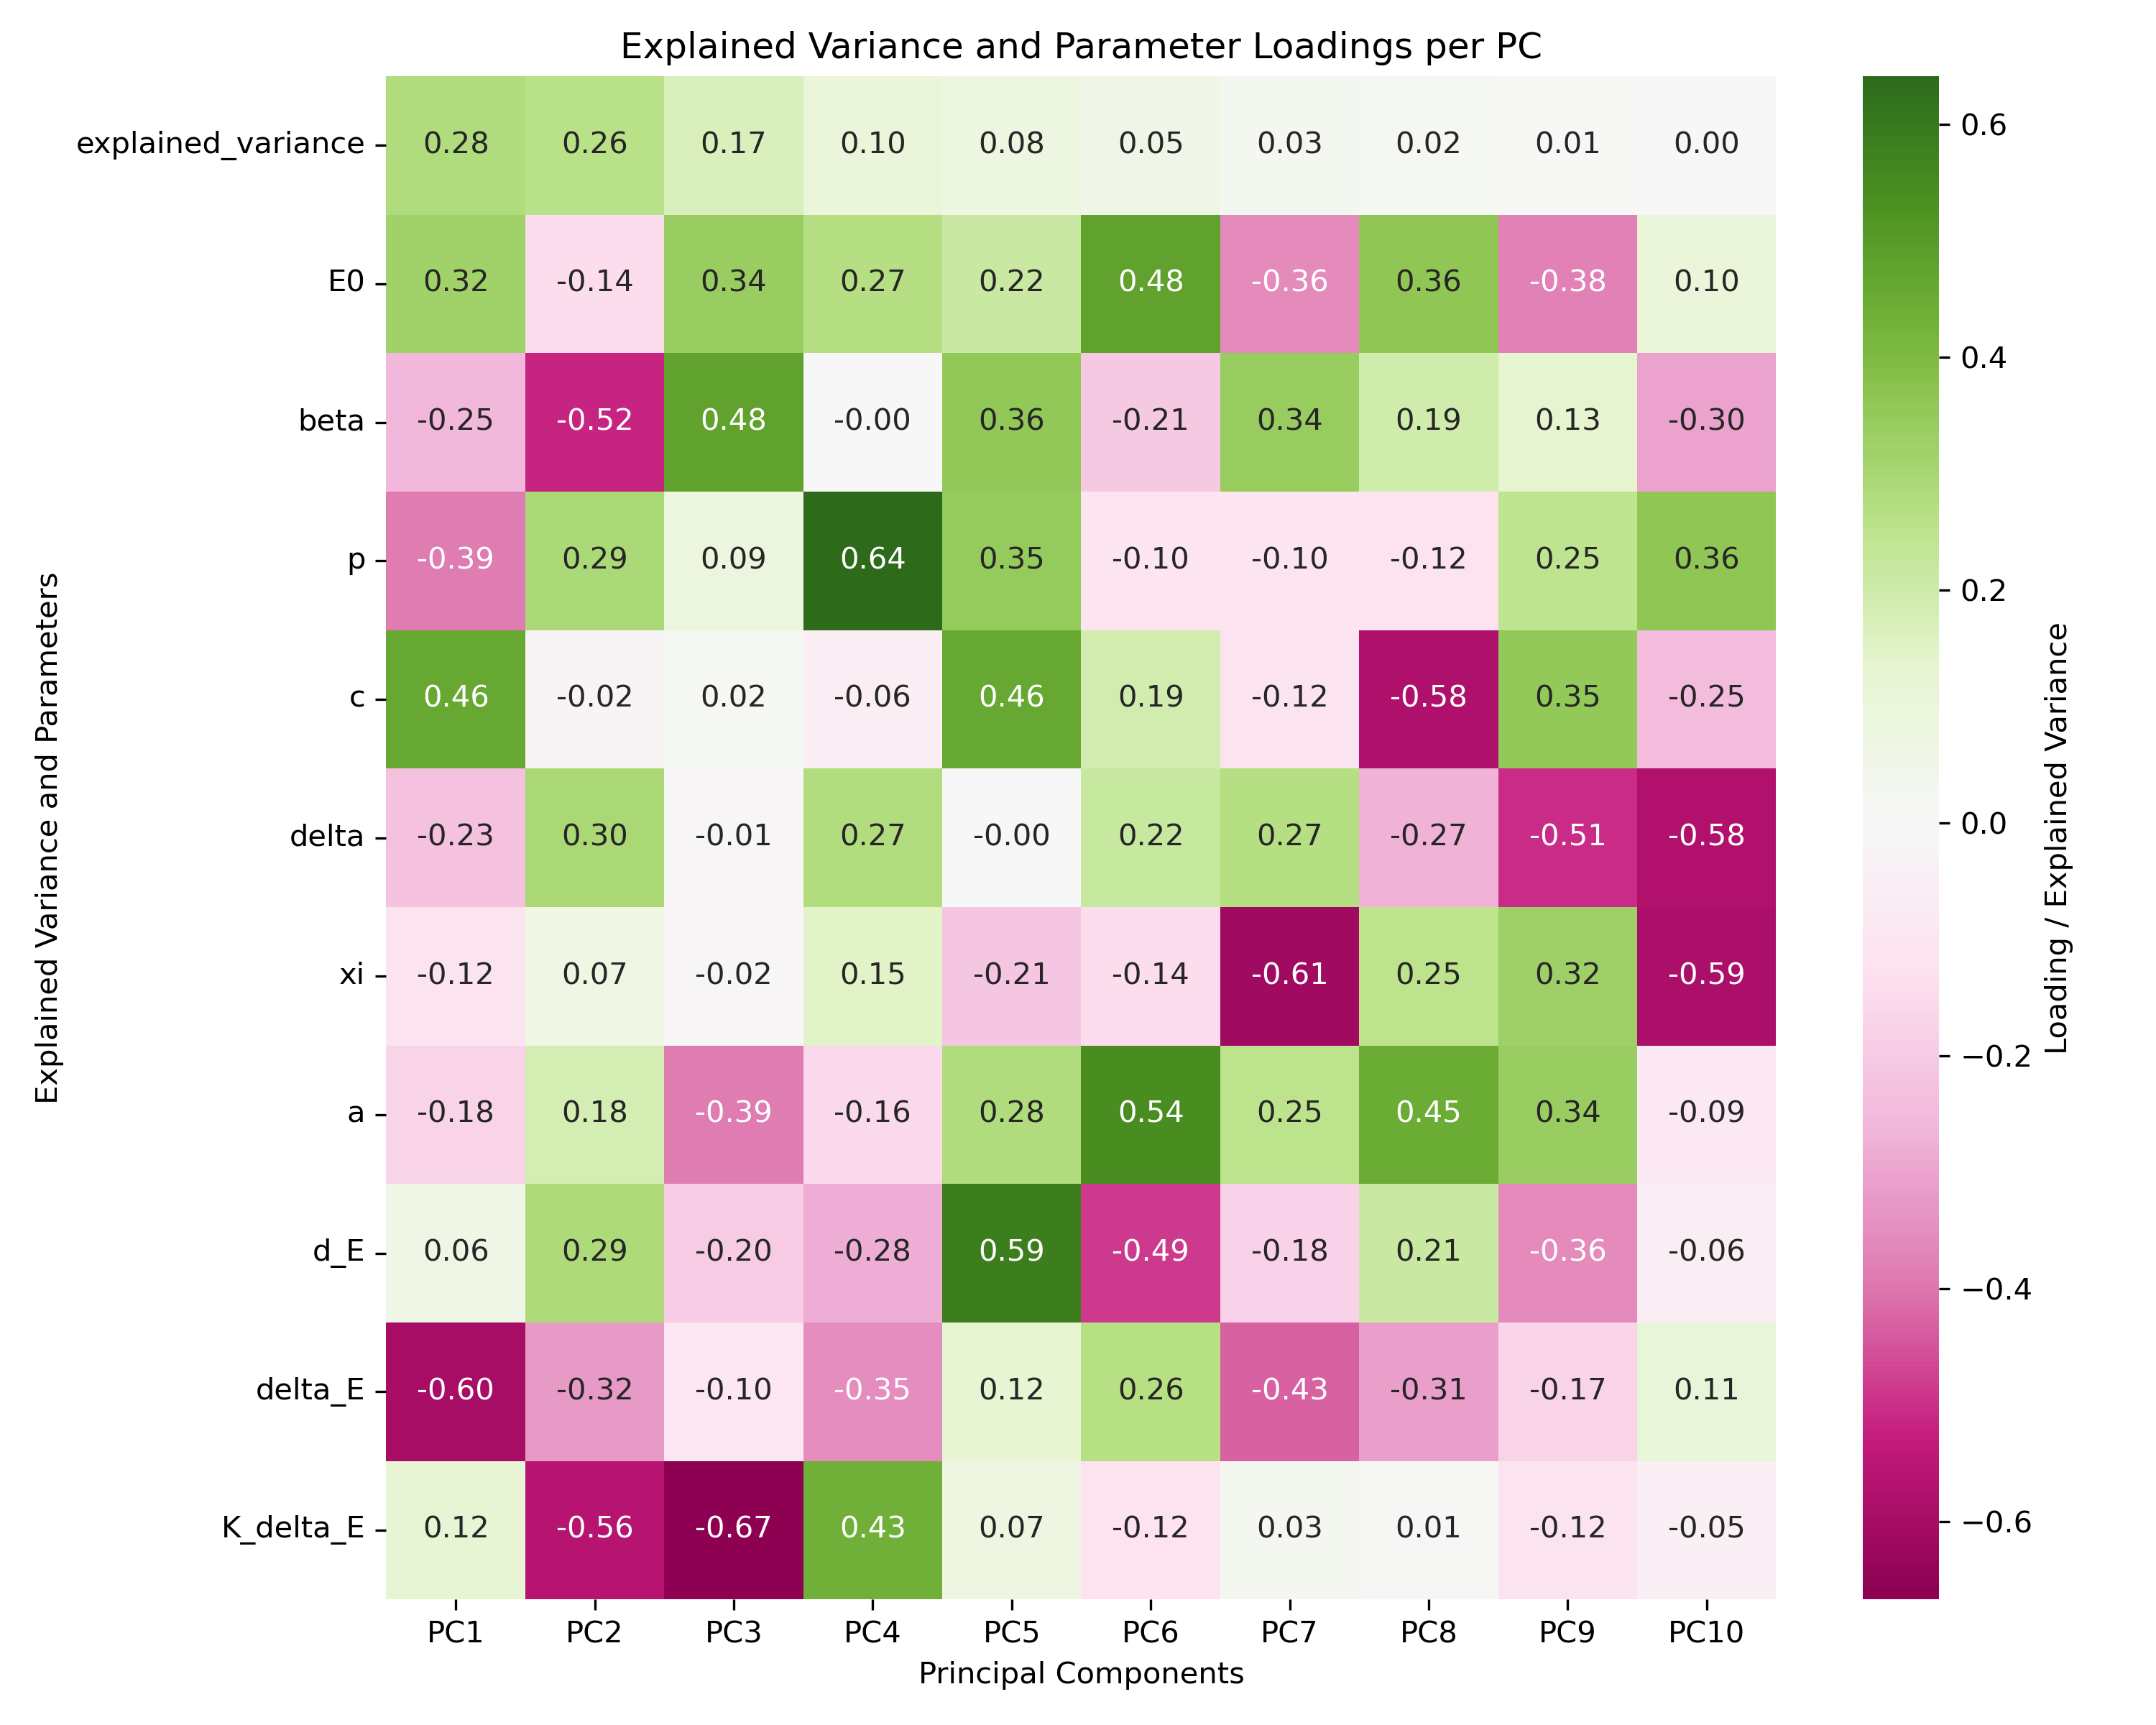 Explained Variance and Parameter Loadings per PC
Explained Variance and Parameters
explained_variance 0.28 0.26 0.17 0.10 0.08 0.05 0.03 0.02 0.01 0.00
E0 0.32 -0.14 0.34 0.27 0.22 0.48 -0.36 0.36 -0.38 0.10
beta -0.25 -0.52 0.48 -0.00 0.36 -0.21 0.34 0.19 0.13 -0.30
p -0.39 0.29 0.09 0.64 0.35 -0.10 -0.10 -0.12 0.25 0.36
c 0.46 -0.02 0.02 -0.06 0.46 0.19 -0.12 -0.58 0.35 -0.25
delta -0.23 0.30 -0.01 0.27 -0.00 0.22 0.27 -0.27 -0.51 -0.58
xi -0.12 0.07 -0.02 0.15 -0.21 -0.14 -0.61 0.25 0.32 -0.59
a -0.18 0.18 -0.39 -0.16 0.28 0.54 0.25 0.45 0.34 -0.09
d_E 0.06 0.29 -0.20 -0.28 0.59 -0.49 -0.18 0.21 -0.36 -0.06
delta_E -0.60 -0.32 -0.10 -0.35 0.12 0.26 -0.43 -0.31 -0.17 0.11
K_delta_E 0.12 -0.56 -0.67 0.43 0.07 -0.12 0.03 0.01 -0.12 -0.05
PC1 PC2 PC3 PC4 PC5 PC6 PC7 PC8 PC9 PC10
Principal Components
0.6
0.4
0.2
0.0
−0.2
−0.4
−0.6
Loading / Explained Variance